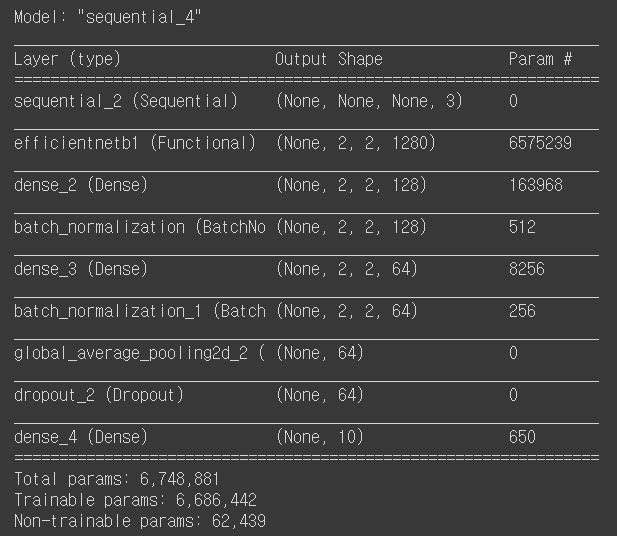 Model: "sequential_4"
_________________________________________________________________
Layer (type)                 Output Shape              Param #
=================================================================
sequential_2 (Sequential)    (None, None, None, 3)     0
_________________________________________________________________
efficientnetb1 (Functional)  (None, 2, 2, 1280)        6575239
_________________________________________________________________
dense_2 (Dense)              (None, 2, 2, 128)         163968
_________________________________________________________________
batch_normalization (BatchNo (None, 2, 2, 128)         512
_________________________________________________________________
dense_3 (Dense)              (None, 2, 2, 64)          8256
_________________________________________________________________
batch_normalization_1 (Batch (None, 2, 2, 64)          256
_________________________________________________________________
global_average_pooling2d_2 ( (None, 64)                0
_________________________________________________________________
dropout_2 (Dropout)          (None, 64)                0
_________________________________________________________________
dense_4 (Dense)              (None, 10)                650
=================================================================
Total params: 6,748,881
Trainable params: 6,686,442
Non-trainable params: 62,439